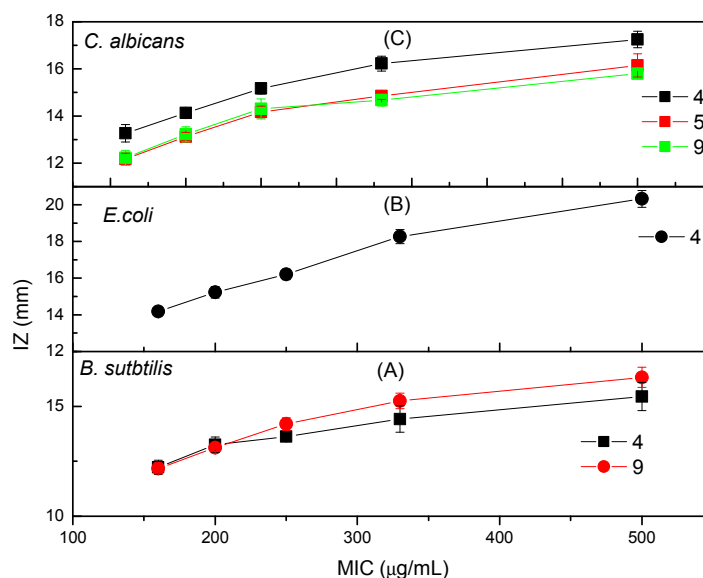 18
C. albicans
(C)
16
14
12
4
5
9
20
E.coli
(B)
18
16
14
12
4
IZ (mm)
B. sutbtilis
(A)
15
10
4
9
100
200
300
400
500
MIC (μg/mL)